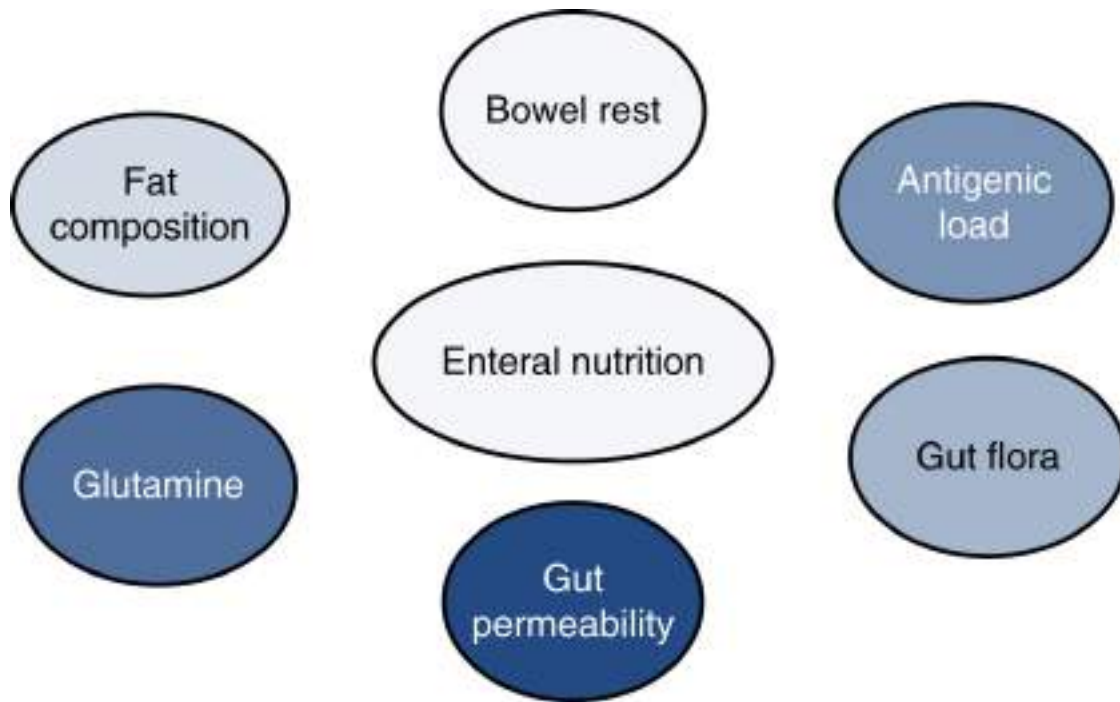 Bowel rest
Fat
composition
Antigenic
load
Enteral nutrition
Glutamine
Gut flora
Gut
permeability